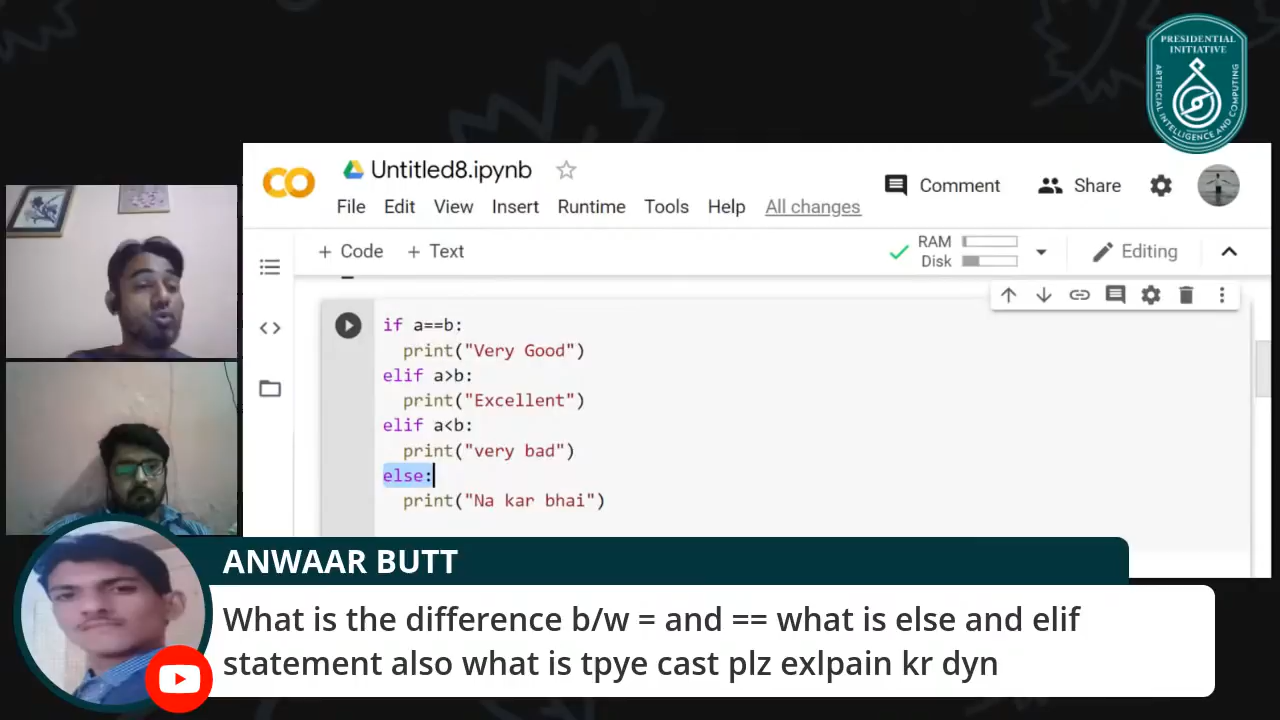 PRESIDENTIAL
INITIATIVE
ARTIFICIAL INTELLIGENCE AND COMPUTING
CO Untitled8.ipynb
Comment Share
File Edit View Insert Runtime Tools Help All changes
+ Code + Text
RAM
Disk
Editing
if a==b:
print("Very Good")
elif a>b:
print("Excellent")
elif a<b:
print("very bad")
else:
print("Na kar bhai")
ANWAAR BUTT
What is the difference b/w = and == what is else and elif
statement also what is tpye cast plz exlpain kr dyn